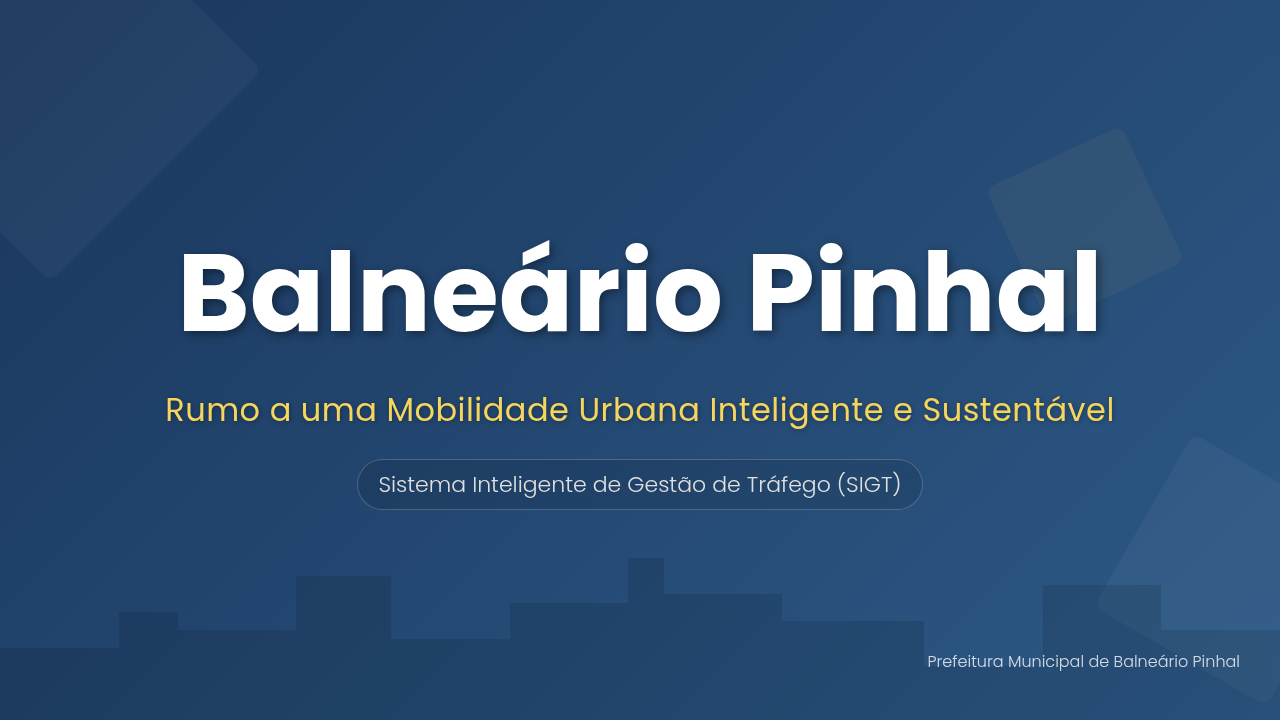 Balneário Pinhal
Rumo a uma Mobilidade Urbana Inteligente e Sustentável
Sistema Inteligente de Gestão de Tráfego (SIGT)
Prefeitura Municipal de Balneário Pinhal